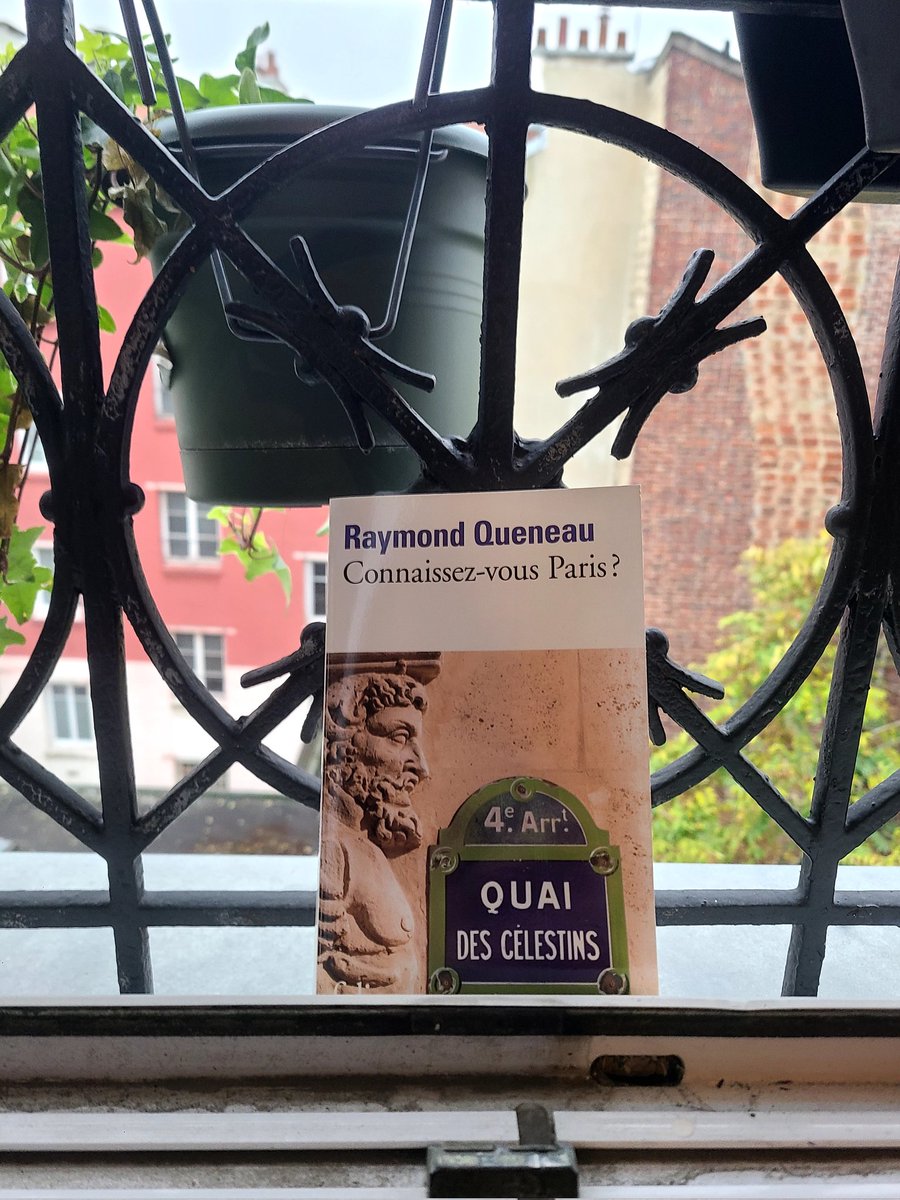 Raymond Queneau
Connaissez-vous Paris ?
4e. Arrt.
QUAI
DES CÉLESTINS